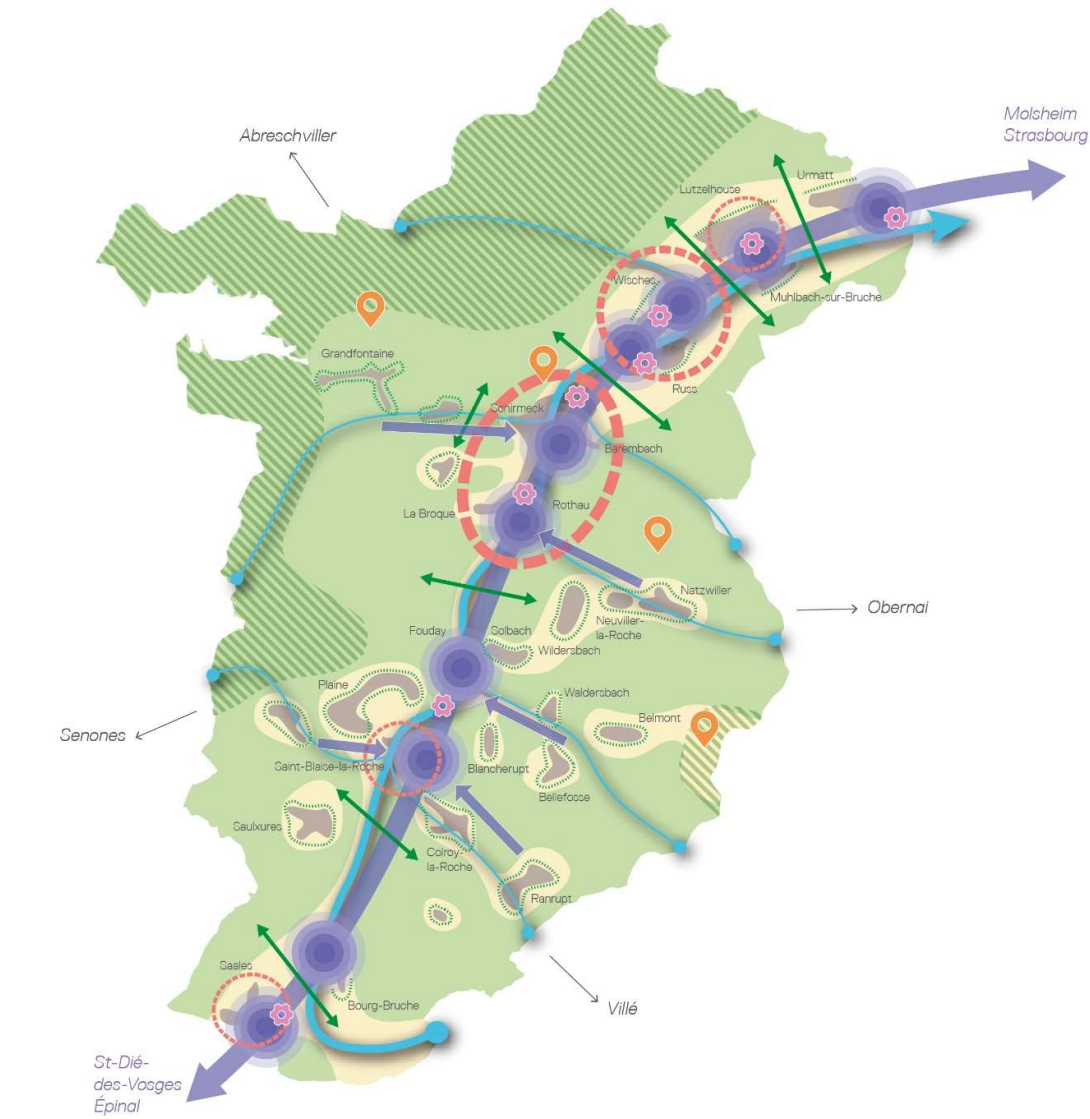 Molsheim
Strasbourg
Abreschviller
Urmatt
Lutzelhouse
Wisches
Muhlbach-sur-Bruche
Grandfontaine
Russ
Schirmeck
Barembach
La Broque
Rothau
Natzwiller
Neuviller-
la-Roche
Obernai
Fouday
Solbach
Wildersbach
Plaine
Waldersbach
Belmont
Senones
Saint-Blaise-la-Roche
Blancherupt
Bellefosse
Saulxures
Colroy-
la-Roche
Ranrupt
Saales
Bourg-Bruche
Villé
St-Dié-
des-Vosges
Épinal